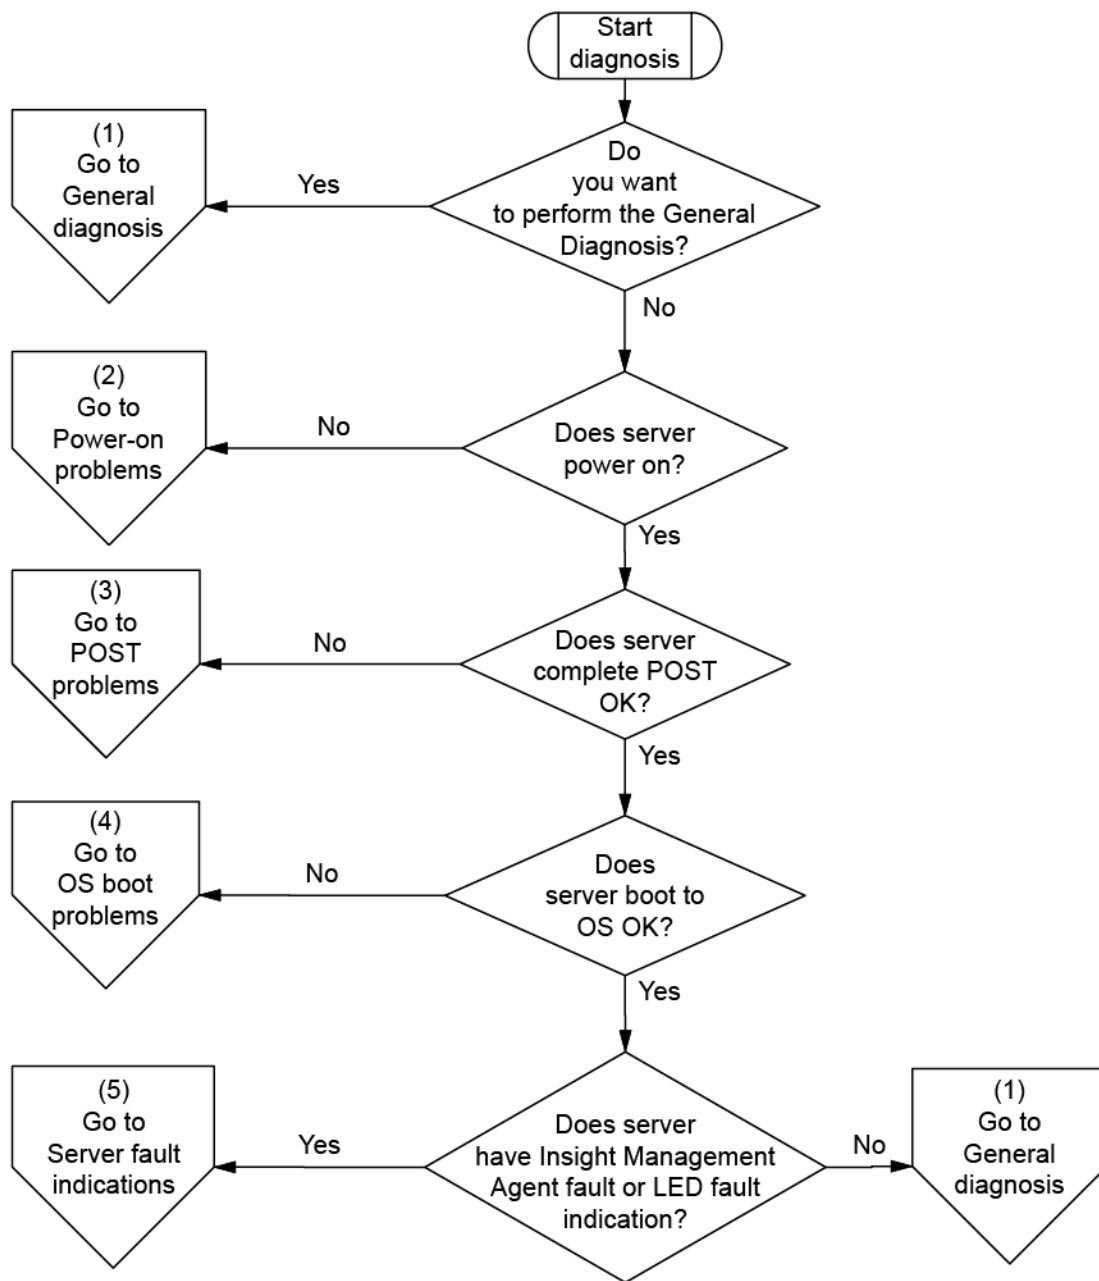 Start
diagnosis
Do
you want
to perform the General
Diagnosis?
Yes
(1)
Go to
General
diagnosis
No
Does server
power on?
No
(2)
Go to
Power-on
problems
Yes
Does server
complete POST
OK?
No
(3)
Go to
POST
problems
Yes
Does
server boot to
OS OK?
No
(4)
Go to
OS boot
problems
Yes
Does server
have Insight Management
Agent fault or LED fault
indication?
Yes
(5)
Go to
Server fault
indications
No
(1)
Go to
General
diagnosis